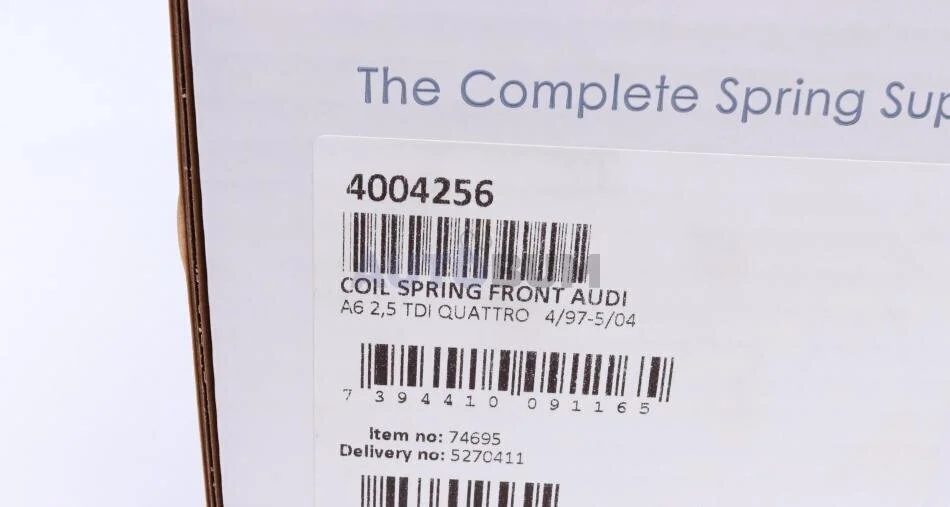 The Complete Spring Sup
4004256
COIL SPRING FRONT AUDI
A6 2,5 TDI QUATTRO 4/97-5/04
7 394410 091165
Item no: 74695
Delivery no: 5270411